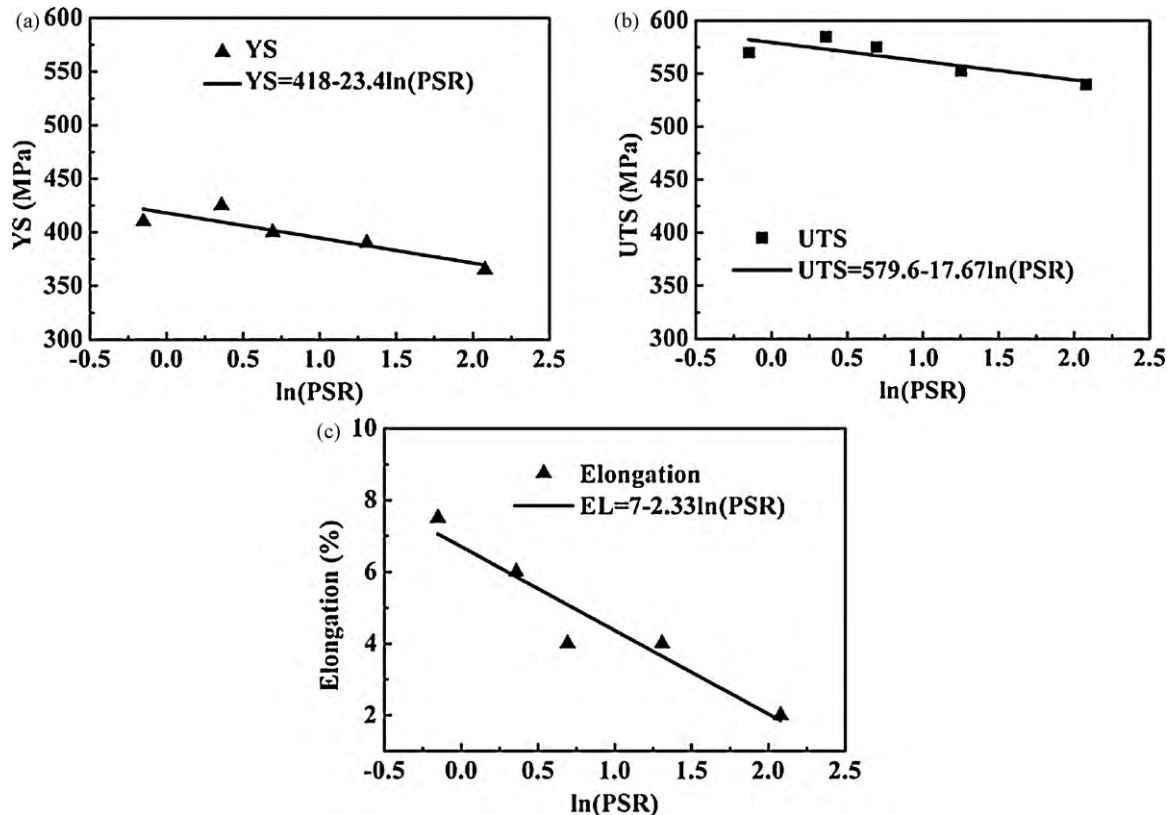 (a)
600
550
500
450
400
350
300
YS (MPa)
YS
YS=418-23.4ln(PSR)
-0.5 0.0 0.5 1.0 1.5 2.0 2.5
ln(PSR)
(b)
600
550
500
450
400
350
300
UTS (MPa)
UTS
UTS=579.6-17.67ln(PSR)
-0.5 0.0 0.5 1.0 1.5 2.0 2.5
ln(PSR)
(c)
10
8
6
4
2
Elongation (%)
Elongation
EL=7-2.33ln(PSR)
-0.5 0.0 0.5 1.0 1.5 2.0 2.5
ln(PSR)